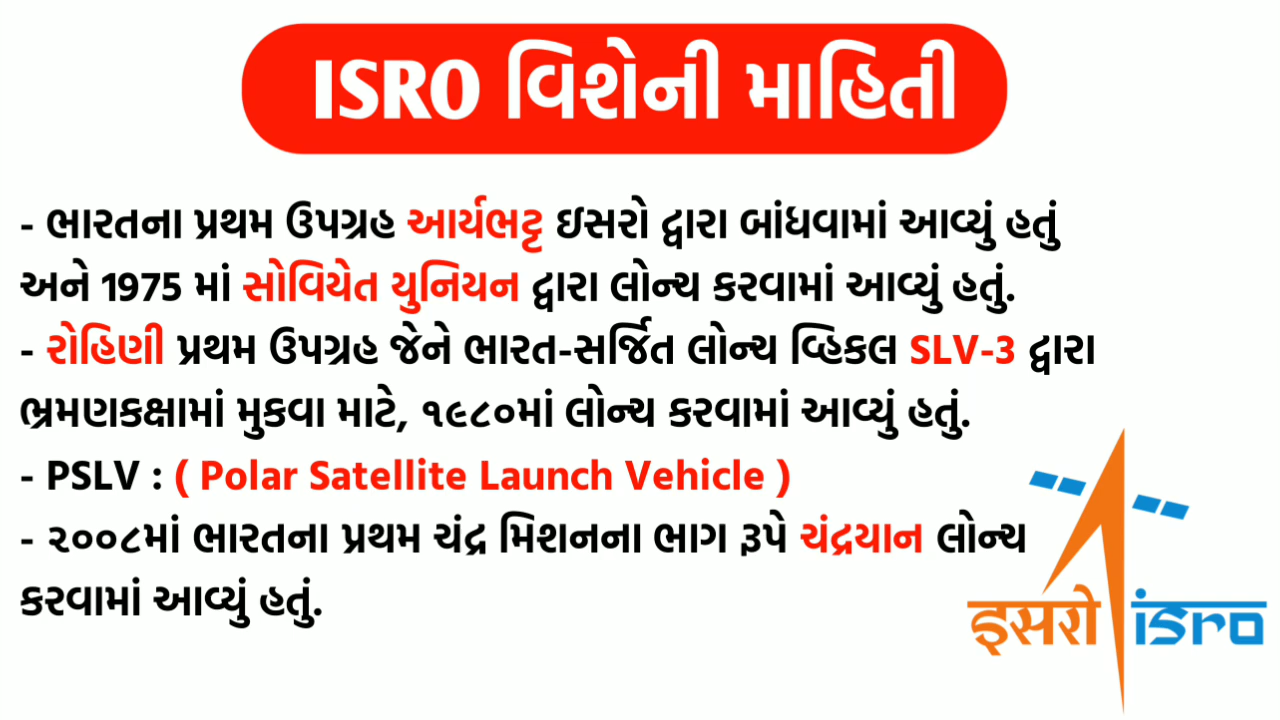 ISRO વિશેની માહિતી
- ભારતના પ્રથમ ઉપગ્રહ આર્યભટ્ટ ઇસરો દ્વારા બાંધવામાં આવ્યું હતું
અને 1975 માં સોવિયેત યુનિયન દ્વારા લોન્ચ કરવામાં આવ્યું હતું.
- રોહિણી પ્રથમ ઉપગ્રહ જેને ભારત-સર્જિત લોન્ચ વ્હિકલ SLV-3 દ્વારા
ભ્રમણકક્ષામાં મુકવા માટે, ૧૯૮૦માં લોન્ચ કરવામાં આવ્યું હતું.
- PSLV : ( Polar Satellite Launch Vehicle )
- ૨૦૦૮માં ભારતના પ્રથમ ચંદ્ર મિશનના ભાગ રૂપે ચંદ્રયાન લોન્ચ
કરવામાં આવ્યું હતું.
इसरो isro